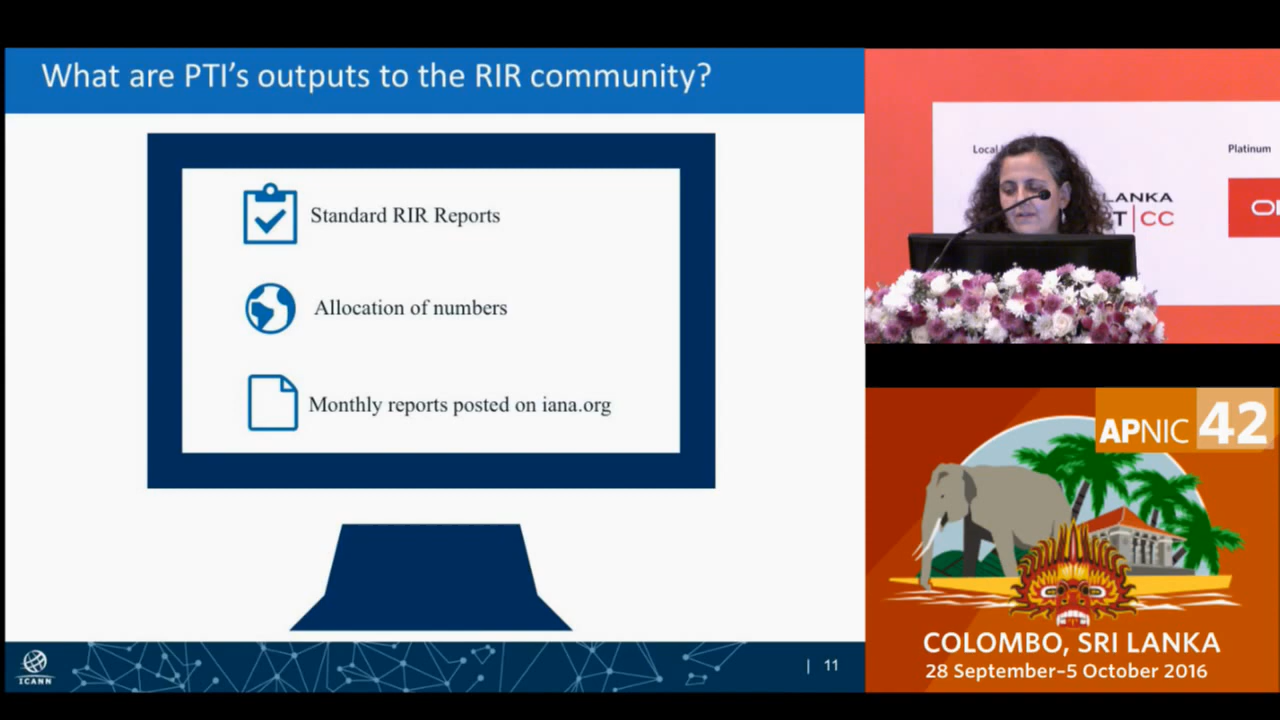 What are PTI's outputs to the RIR community?
Standard RIR Reports
Allocation of numbers
Monthly reports posted on iana.org
ICANN
| 11
Local
Platinum
LANKA
T|CC
APNIC 42
COLOMBO, SRI LANKA
28 September-5 October 2016